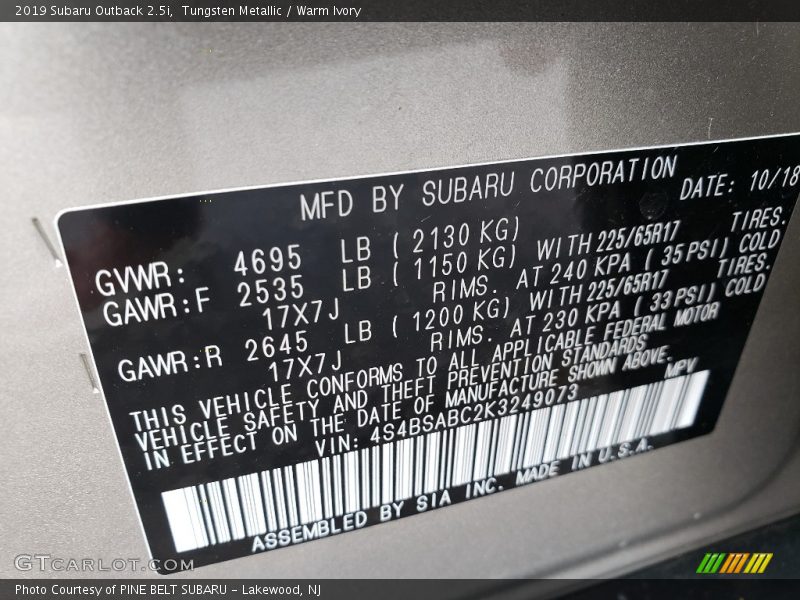 2019 Subaru Outback 2.5i, Tungsten Metallic / Warm Ivory
MFD BY SUBARU CORPORATION DATE: 10/18
GVWR: 4695 LB ( 2130 KG)
GAWR:F 2535 LB ( 1150 KG) WITH 225/65R17 TIRES.
17X7J RIMS. AT 240 KPA ( 35 PSI) COLD
GAWR:R 2645 LB ( 1200 KG) WITH 225/65R17 TIRES.
17X7J RIMS. AT 230 KPA ( 33 PSI) COLD
THIS VEHICLE CONFORMS TO ALL APPLICABLE FEDERAL MOTOR
VEHICLE SAFETY AND THEFT PREVENTION STANDARDS
IN EFFECT ON THE DATE OF MANUFACTURE SHOWN ABOVE.
VIN: 4S4BSABC2K3249073 MPV
ASSEMBLED BY SIA INC. MADE IN U.S.A.
GTCARLOT.COM
Photo Courtesy of PINE BELT SUBARU - Lakewood, NJ